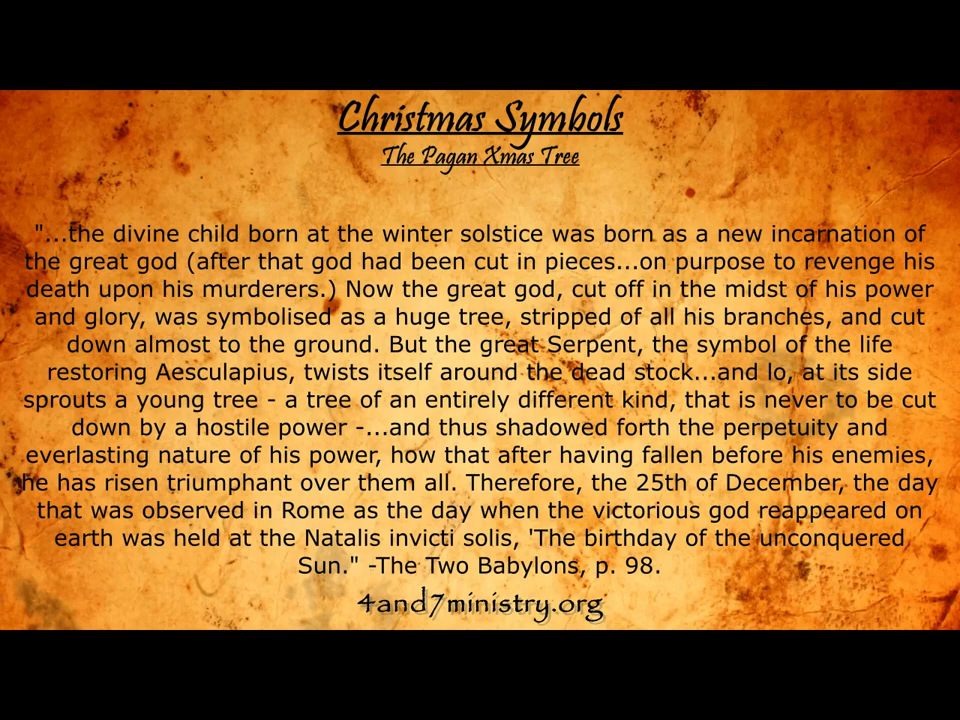 Christmas Symbols
The Pagan Xmas Tree
"...the divine child born at the winter solstice was born as a new incarnation of
the great god (after that god had been cut in pieces...on purpose to revenge his
death upon his murderers.) Now the great god, cut off in the midst of his power
and glory, was symbolised as a huge tree, stripped of all his branches, and cut
down almost to the ground. But the great Serpent, the symbol of the life
restoring Aesculapius, twists itself around the dead stock...and lo, at its side
sprouts a young tree - a tree of an entirely different kind, that is never to be cut
down by a hostile power -...and thus shadowed forth the perpetuity and
everlasting nature of his power, how that after having fallen before his enemies,
he has risen triumphant over them all. Therefore, the 25th of December, the day
that was observed in Rome as the day when the victorious god reappeared on
earth was held at the Natalis invicti solis, 'The birthday of the unconquered
Sun." -The Two Babylons, p. 98.
4and7ministry.org